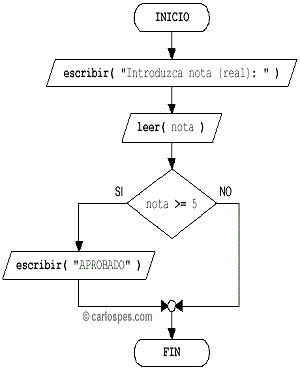 INICIO
escribir( "Introduzca nota (real): " )
leer( nota )
SI
NO
nota >= 5
escribir( "APROBADO" )
© carlospes.com
FIN